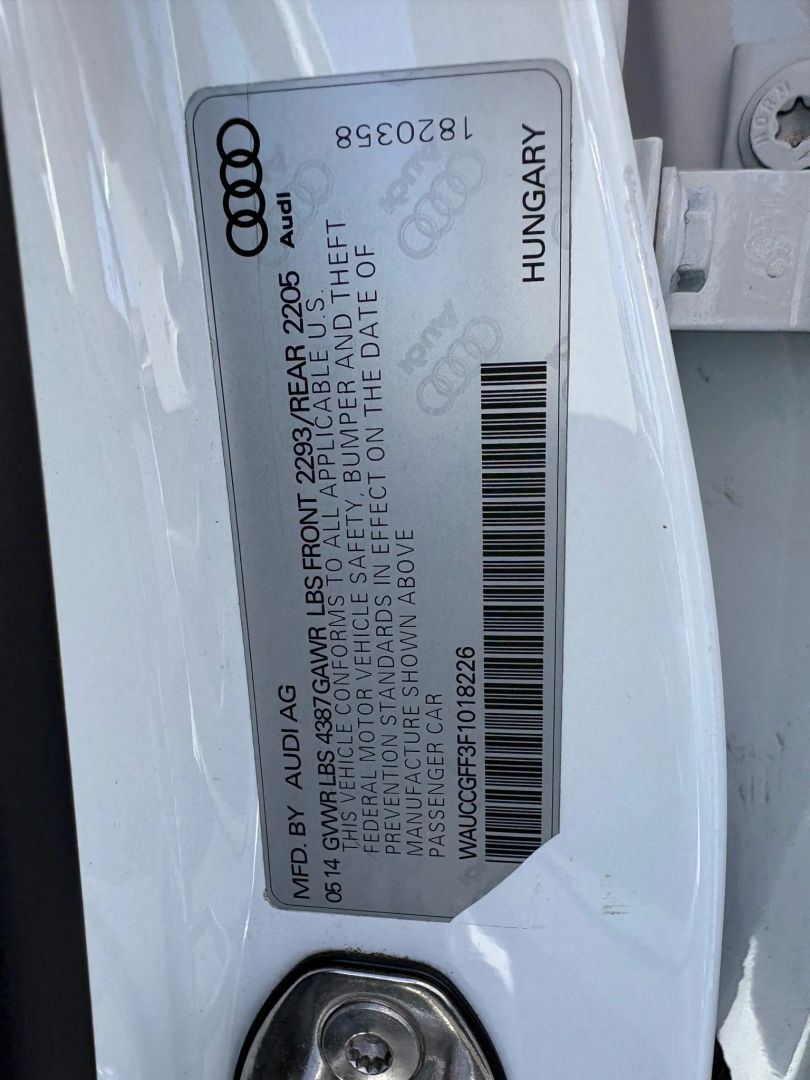 Audi
1820358
MFD. BY AUDI AG
0514 GVWR LBS 4387GAWR LBS FRONT 2293/REAR 2205
THIS VEHICLE CONFORMS TO ALL APPLICABLE U.S.
FEDERAL MOTOR VEHICLE SAFETY, BUMPER AND THEFT
PREVENTION STANDARDS IN EFFECT ON THE DATE OF
MANUFACTURE SHOWN ABOVE
PASSENGER CAR
WAUCCGFF3F1018226
HUNGARY
Audi
Audi